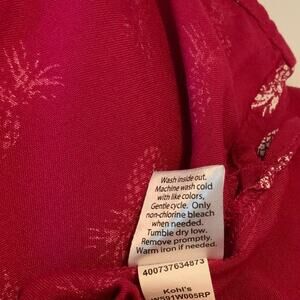 Wash inside out.
Machine wash cold
with like colors,
Gentle cycle. Only
non-chlorine bleach
when needed.
Tumble dry low.
Remove promptly.
Warm iron if needed.
400737634873
Kohl's
WS91W005RP